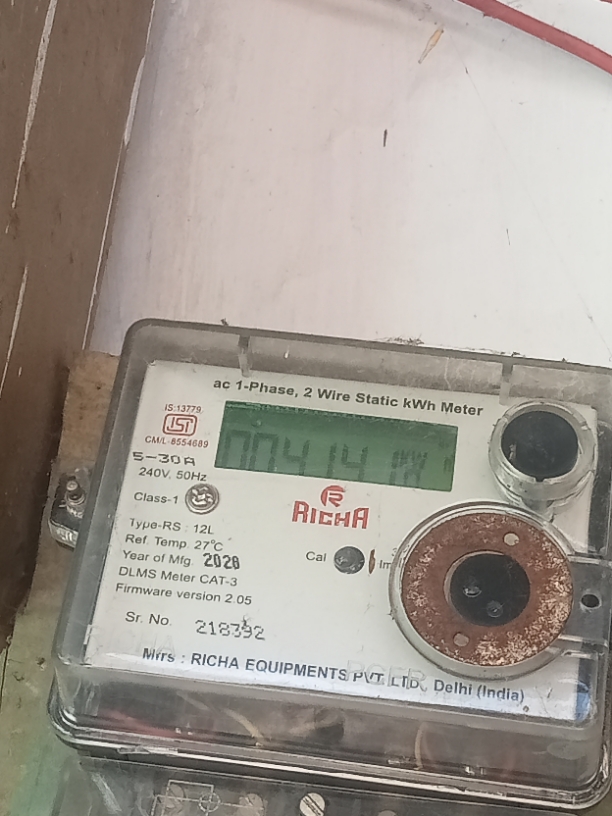 ac 1-Phase, 2 Wire Static kWh Meter
IS:13779
ISI
CM/L-8554689
5-30A
240V, 50Hz
Class-1
RICHA
Type-RS : 12L
Ref. Temp. 27°C
Year of Mfg. 2020
DLMS Meter CAT-3
Firmware version 2.05
Cal
Sr. No. 218392
Mfrs : RICHA EQUIPMENTS PVT. LTD. Delhi (India)